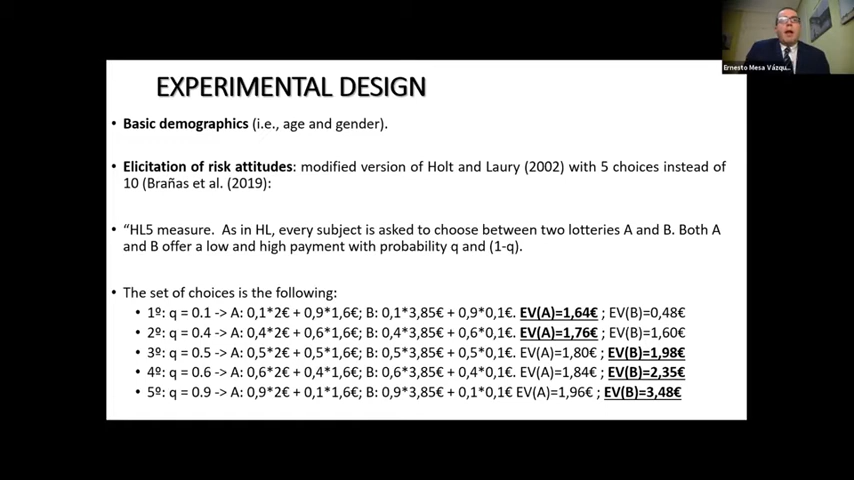 EXPERIMENTAL DESIGN
• Basic demographics (i.e., age and gender).
• Elicitation of risk attitudes: modified version of Holt and Laury (2002) with 5 choices instead of
10 (Brañas et al. (2019):
• “HL5 measure. As in HL, every subject is asked to choose between two lotteries A and B. Both A
and B offer a low and high payment with probability q and (1-q).
• The set of choices is the following:
• 1º: q = 0.1 -> A: 0,1*2€ + 0,9*1,6€; B: 0,1*3,85€ + 0,9*0,1€. EV(A)=1,64€ ; EV(B)=0,48€
• 2º: q = 0.4 -> A: 0,4*2€ + 0,6*1,6€; B: 0,4*3,85€ + 0,6*0,1€. EV(A)=1,76€ ; EV(B)=1,60€
• 3º: q = 0.5 -> A: 0,5*2€ + 0,5*1,6€; B: 0,5*3,85€ + 0,5*0,1€. EV(A)=1,80€ ; EV(B)=1,98€
• 4º: q = 0.6 -> A: 0,6*2€ + 0,4*1,6€; B: 0,6*3,85€ + 0,4*0,1€. EV(A)=1,84€ ; EV(B)=2,35€
• 5º: q = 0.9 -> A: 0,9*2€ + 0,1*1,6€; B: 0,9*3,85€ + 0,1*0,1€ EV(A)=1,96€ ; EV(B)=3,48€
Ernesto Mesa Vázqu...